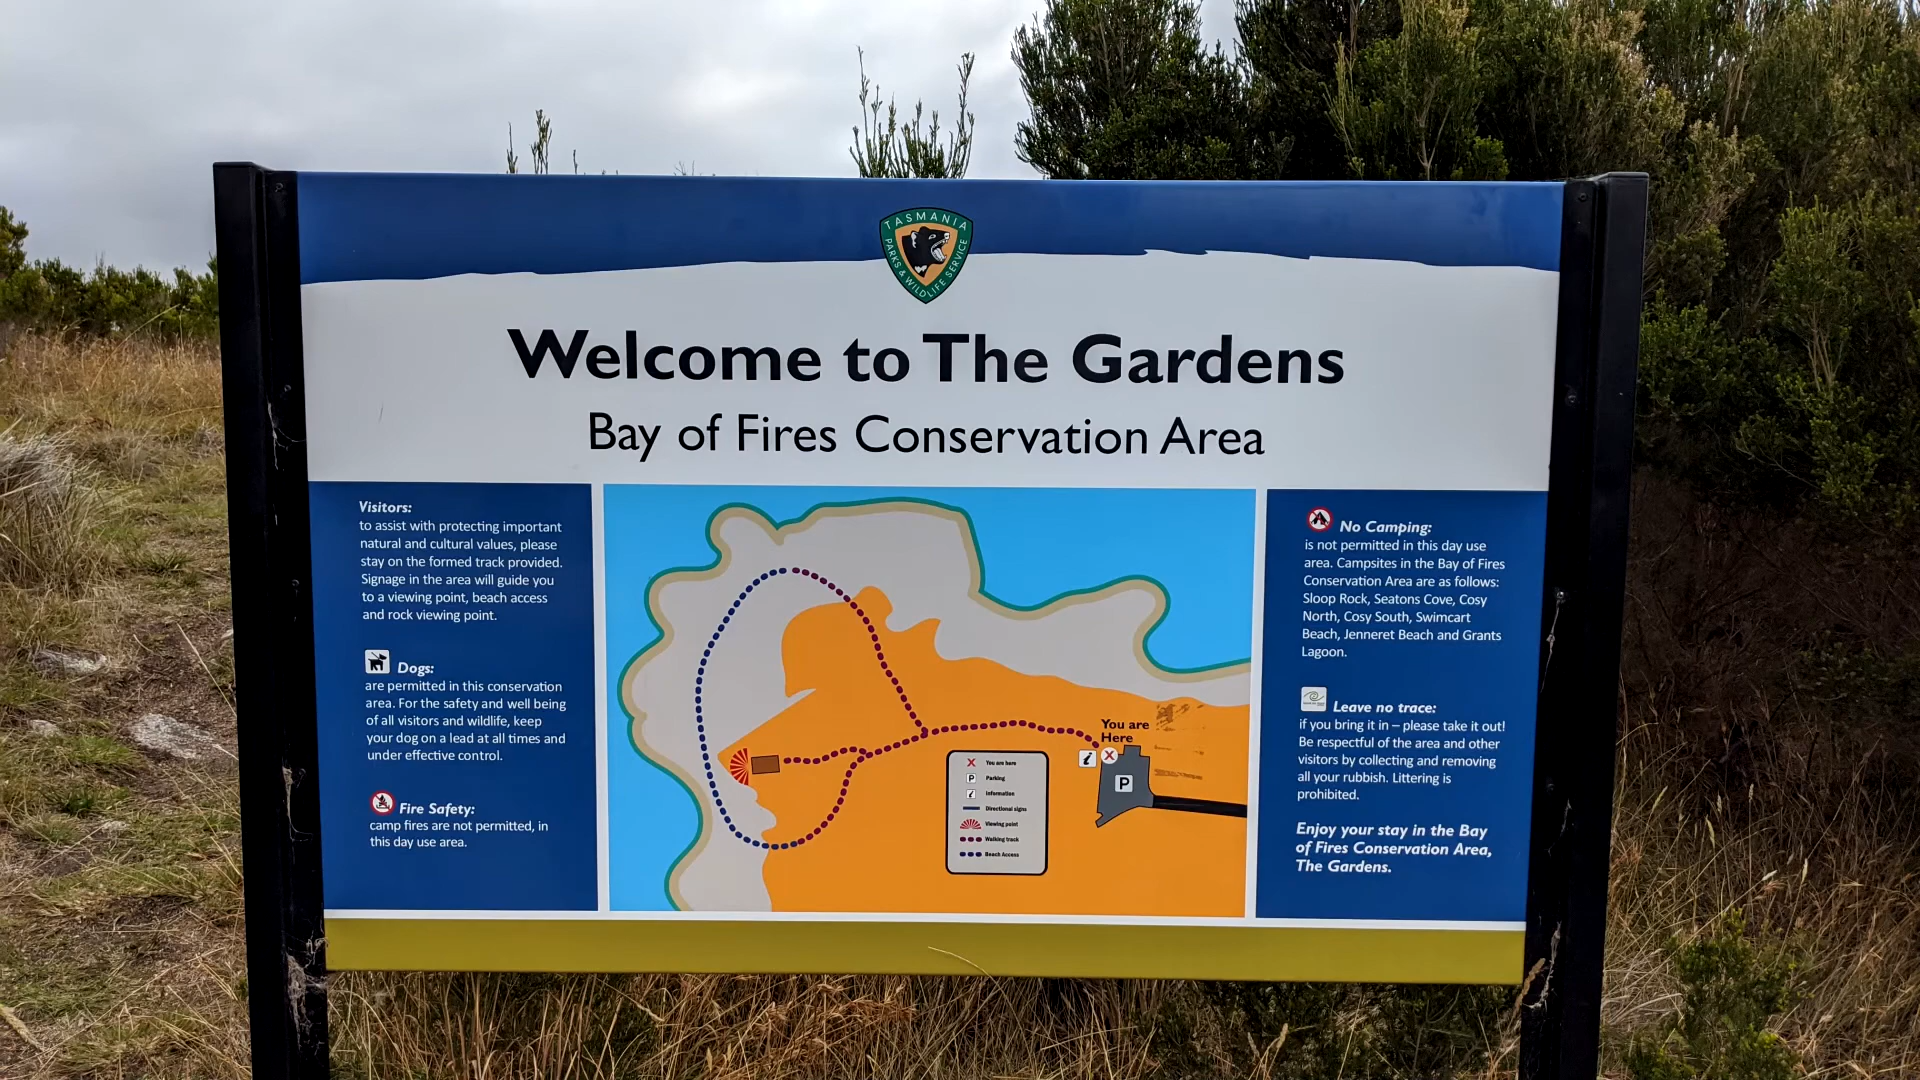 TASMANIA
PARKS & WILDLIFE SERVICE
Welcome to The Gardens
Bay of Fires Conservation Area
Visitors:
to assist with protecting important
natural and cultural values, please
stay on the formed track provided.
Signage in the area will guide you
to a viewing point, beach access
and rock viewing point.
Dogs:
are permitted in this conservation
area. For the safety and well being
of all visitors and wildlife, keep
your dog on a lead at all times and
under effective control.
Fire Safety:
camp fires are not permitted, in
this day use area.
You are
Here
i
X
P
X You are here
P Parking
i Information
Directional signs
Viewing point
Walking track
Beach Access
No Camping:
is not permitted in this day use
area. Campsites in the Bay of Fires
Conservation Area are as follows:
Sloop Rock, Seatons Cove, Cosy
North, Cosy South, Swimcart
Beach, Jenneret Beach and Grants
Lagoon.
Leave no trace:
if you bring it in – please take it out!
Be respectful of the area and other
visitors by collecting and removing
all your rubbish. Littering is
prohibited.
Enjoy your stay in the Bay
of Fires Conservation Area,
The Gardens.